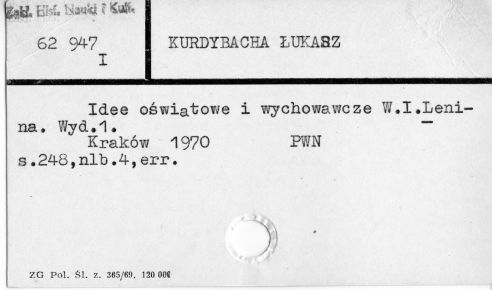 Zakł. Hist. Nauki i Kult.
62 947
I
KURDYBACHA ŁUKASZ
Idee oświatowe i wychowawcze W.I.Leni-
na. Wyd.1.
Kraków 1970 PWN
s.248,nlb.4,err.
ZG Pol. Śl. z. 365/69. 120 000